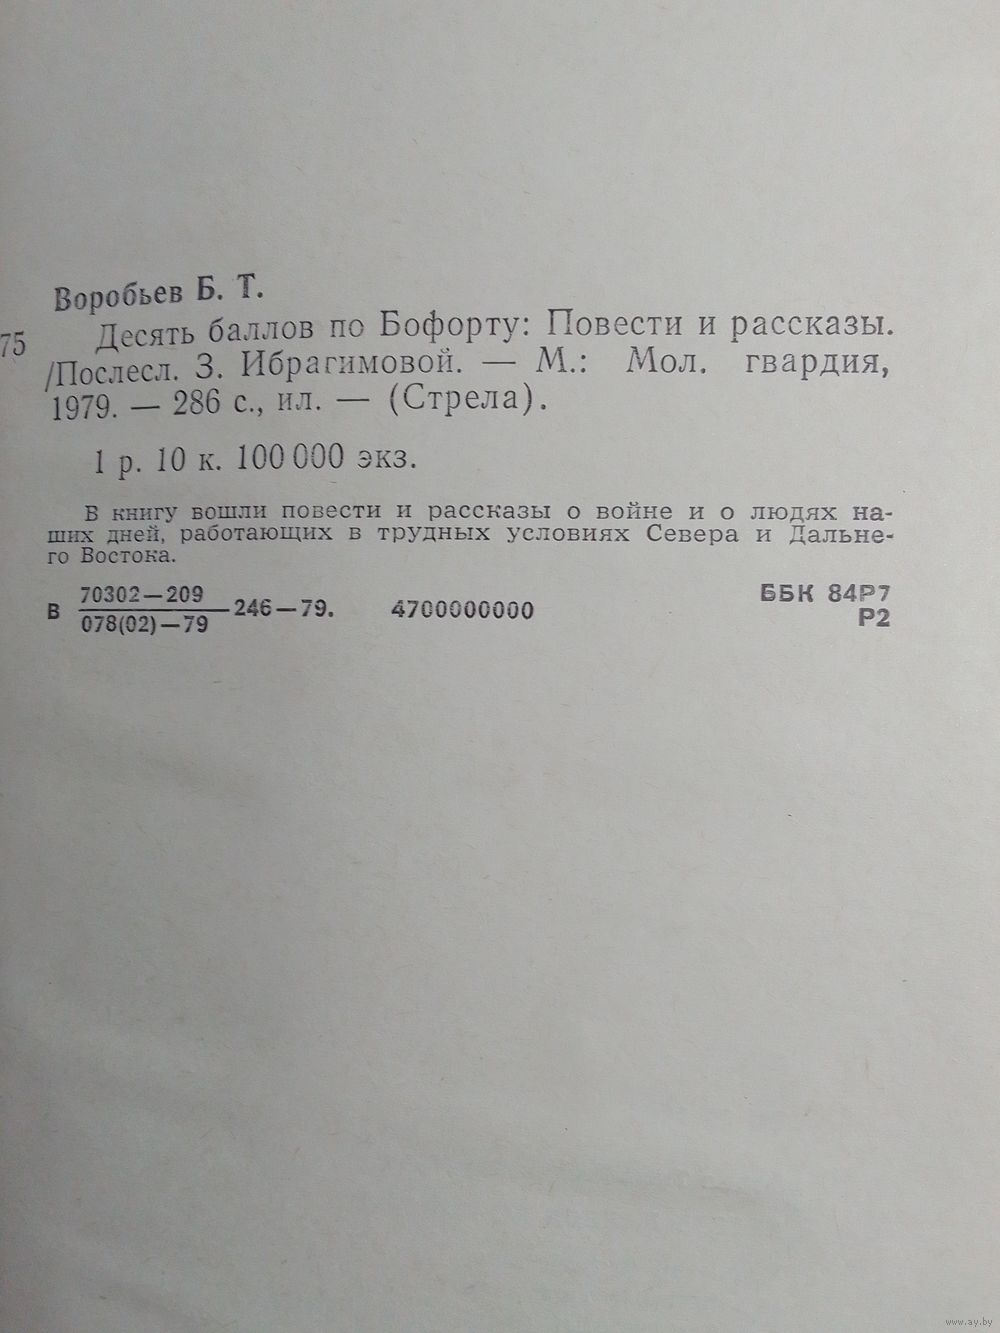 Воробьев Б. Т.
75 Десять баллов по Бофорту: Повести и рассказы.
/Послесл. З. Ибрагимовой. — М.: Мол. гвардия,
1979. — 286 с., ил. — (Стрела).
1 р. 10 к. 100 000 экз.
В книгу вошли повести и рассказы о войне и о людях на-
ших дней, работающих в трудных условиях Севера и Дальне-
го Востока.
70302—209
В 246—79. 4700000000 ББК 84Р7
078(02)—79 Р2
www.ay.by